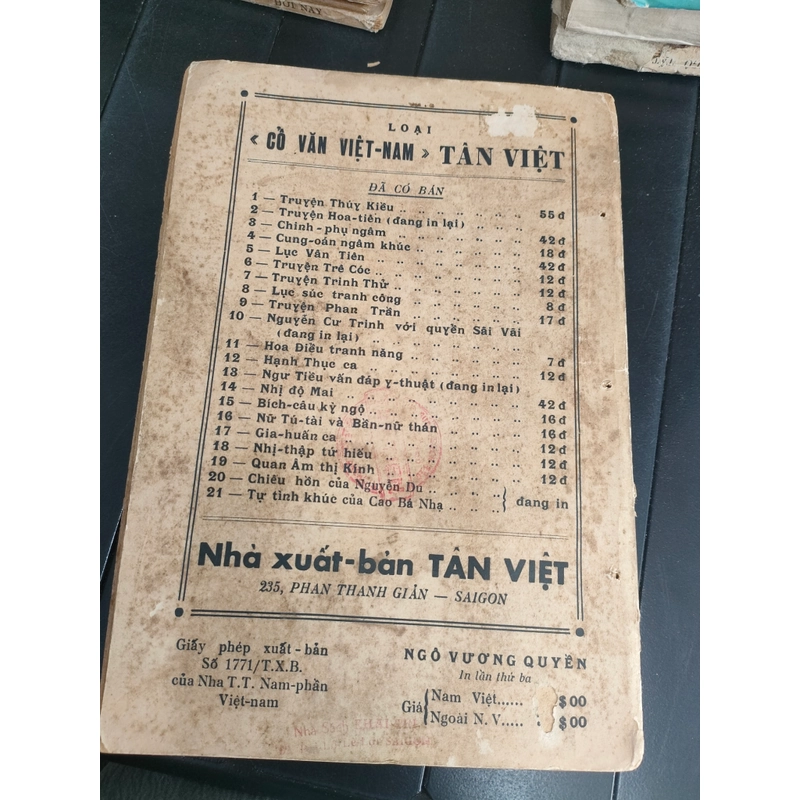 ĐỜI NAY
LOẠI
« CỔ VĂN VIỆT-NAM » TÂN VIỆT
ĐÃ CÓ BÁN
1 — Truyện Thúy Kiều .. .. .. .. .. .. .. 55 đ
2 — Truyện Hoa-tiên (đang in lại) .. .. .. ..
3 — Chinh-phụ ngâm .. .. .. .. .. .. .. 42 đ
4 — Cung-oán ngâm khúc .. .. .. .. .. .. 18 đ
5 — Lục Vân Tiên .. .. .. .. .. .. .. 42 đ
6 — Truyện Trê Cóc .. .. .. .. .. .. .. 12 đ
7 — Truyện Trinh Thử .. .. .. .. .. .. .. 12 đ
8 — Lục súc tranh công .. .. .. .. .. .. 8 đ
9 — Truyện Phan Trần .. .. .. .. .. .. 17 đ
10 — Nguyễn Cư Trinh với quyển Sãi Vãi
(đang in lại) .. .. .. .. .. .. ..
11 — Hoa Điểu tranh năng .. .. .. .. .. 7 đ
12 — Hạnh Thục ca .. .. .. .. .. .. .. 12 đ
13 — Ngư Tiều vấn đáp y-thuật (đang in lại)
14 — Nhị độ Mai .. .. .. .. .. .. .. 42 đ
15 — Bích-câu kỳ ngộ .. .. .. .. .. .. 16 đ
16 — Nữ Tú-tài và Bần-nữ thán .. .. .. .. 16 đ
17 — Gia-huấn ca .. .. .. .. .. .. .. 12 đ
18 — Nhị-thập tứ hiếu .. .. .. .. .. .. 12 đ
19 — Quan Âm thị Kính .. .. .. .. .. .. 12 đ
20 — Chiêu hồn của Nguyễn Du .. .. ..
21 — Tự tình khúc của Cao Bá Nhạ .. .. .. } đang in
Nhà xuất-bản TÂN VIỆT
235, PHAN THANH GIẢN — SAIGON
Giấy phép xuất-bản
Số 1771/T.X.B.
của Nha T.T. Nam-phần
Việt-nam
NGÔ VƯƠNG QUYỀN
In lần thứ ba
Giá { Nam Việt...... $00
Ngoài N. V..... $00